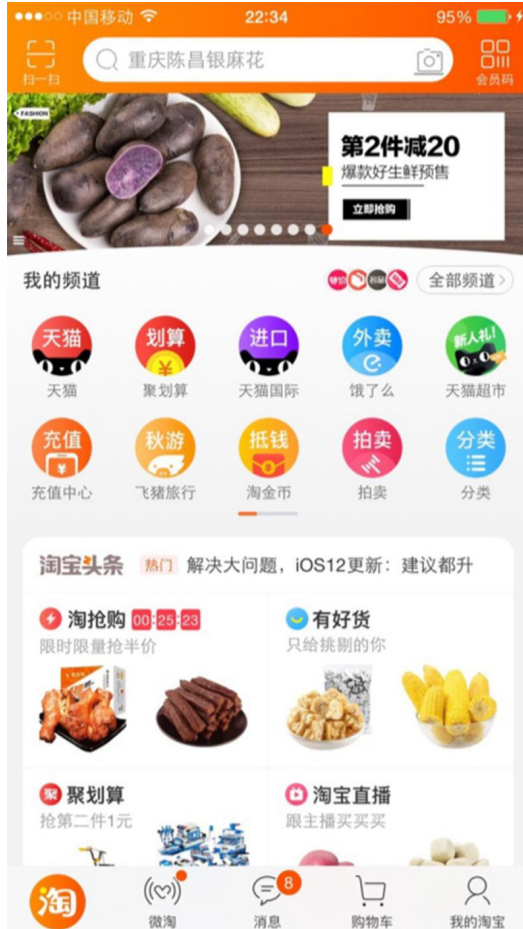 中国移动
22:34
95%
扫一扫
重庆陈昌银麻花
会员码
FASHION
第2件减20
爆款好生鲜预售
立即抢购
我的频道
全部频道
天猫
划算
进口
外卖
新人礼!
天猫
聚划算
天猫国际
饿了么
天猫超市
充值
秋游
抵钱
拍卖
分类
充值中心
飞猪旅行
淘金币
拍卖
分类
淘宝头条
热门
解决大问题，iOS12更新：建议都升
淘抢购
00:25:23
限时限量抢半价
有好货
只给挑剔的你
聚
聚划算
抢第二件1元
淘宝直播
跟主播买买买
淘
8
微淘
消息
购物车
我的淘宝